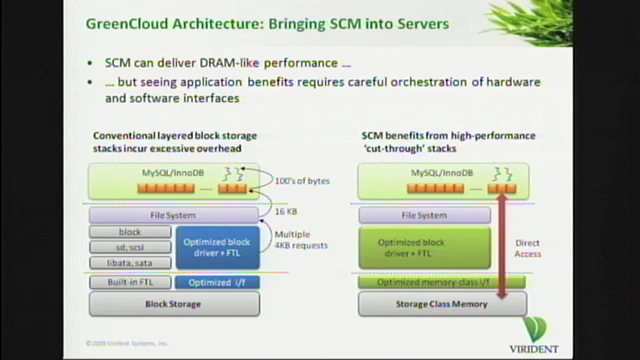 GreenCloud Architecture: Bringing SCM into Servers
• SCM can deliver DRAM-like performance …
• … but seeing application benefits requires careful orchestration of hardware
and software interfaces
Conventional layered block storage
stacks incur excessive overhead
MySQL/InnoDB
100's of bytes
16 KB
File System
Multiple
4KB requests
block
sd, scsi
libata, sata
Optimized block
driver + FTL
Built-in FTL
Optimized i/f
Block Storage
SCM benefits from high-performance
'cut-through' stacks
MySQL/InnoDB
File System
Optimized block
driver + FTL
Direct
Access
Optimized memory-class i/f
Storage Class Memory
©2009 Virident Systems, Inc.
VIRIDENT